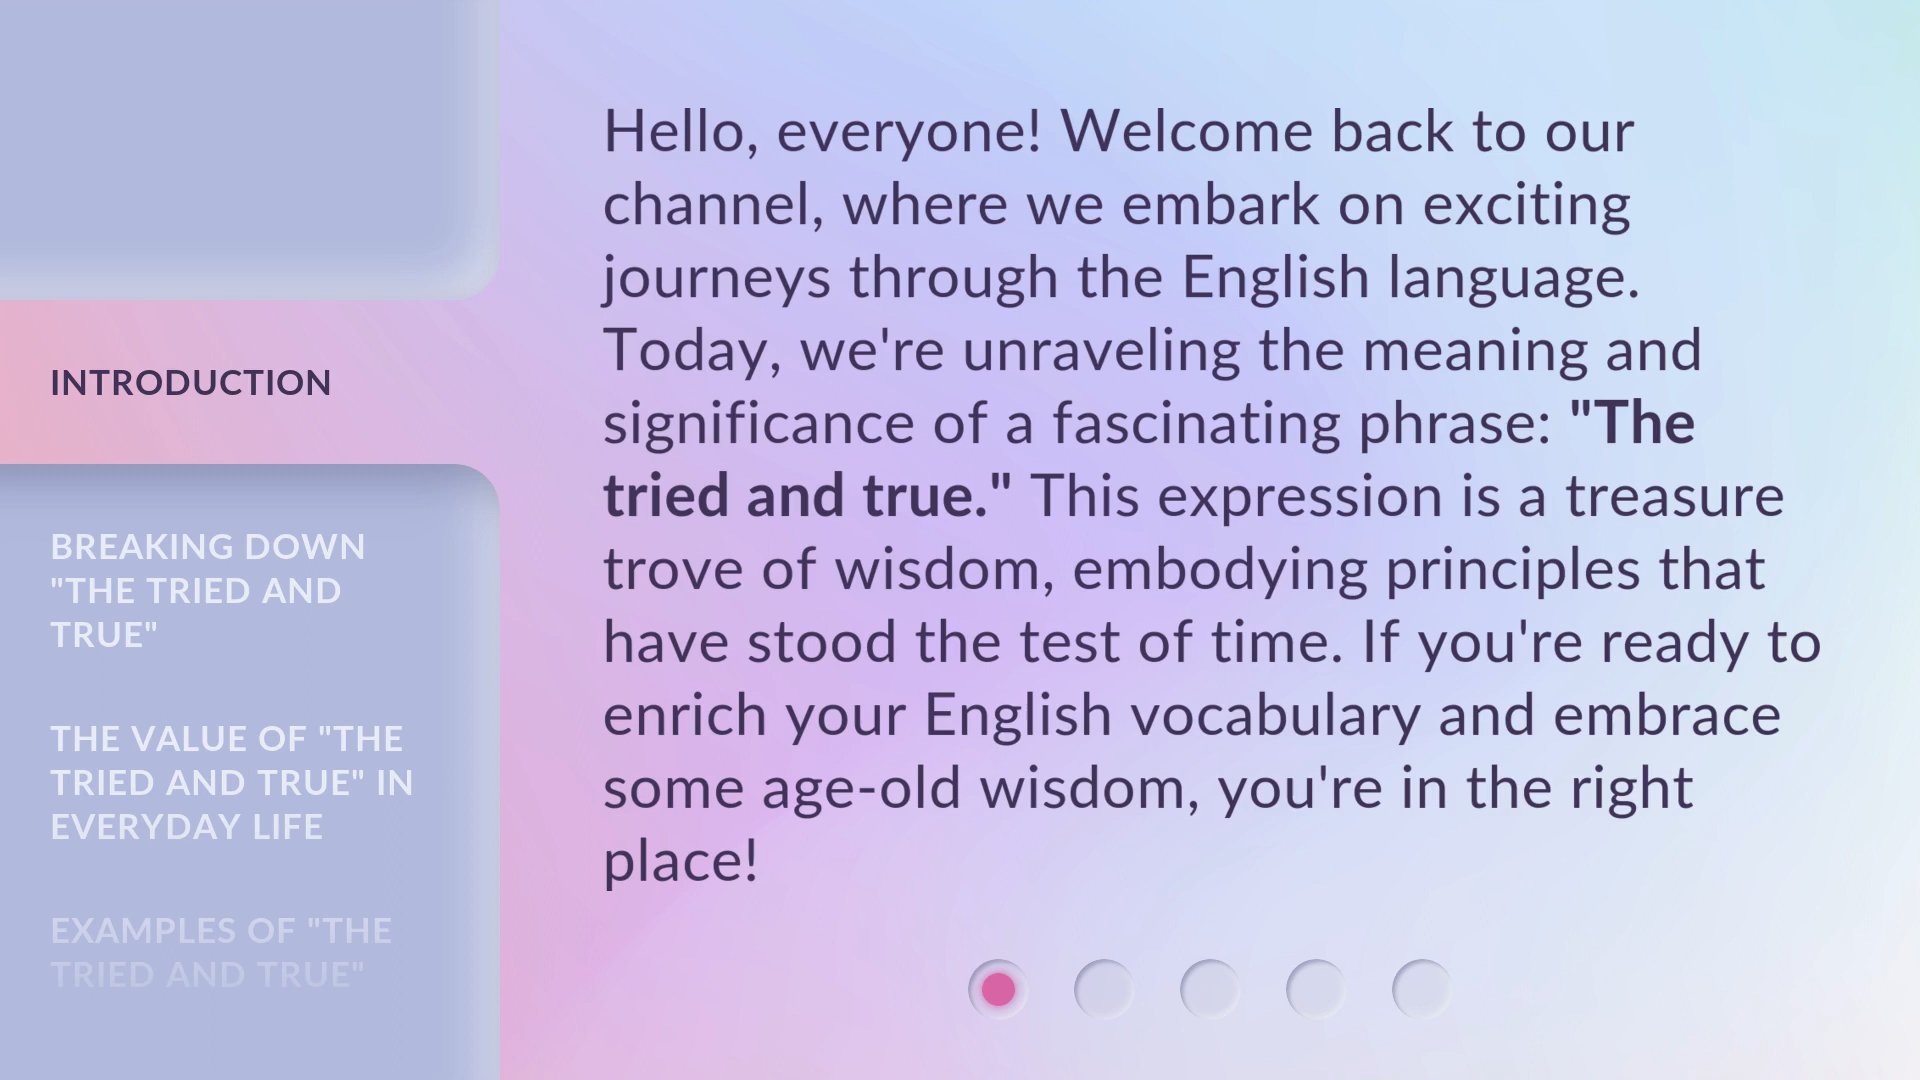 INTRODUCTION
BREAKING DOWN
"THE TRIED AND
TRUE"
THE VALUE OF "THE
TRIED AND TRUE" IN
EVERYDAY LIFE
EXAMPLES OF "THE
TRIED AND TRUE"
Hello, everyone! Welcome back to our
channel, where we embark on exciting
journeys through the English language.
Today, we're unraveling the meaning and
significance of a fascinating phrase: "The
tried and true." This expression is a treasure
trove of wisdom, embodying principles that
have stood the test of time. If you're ready to
enrich your English vocabulary and embrace
some age-old wisdom, you're in the right
place!